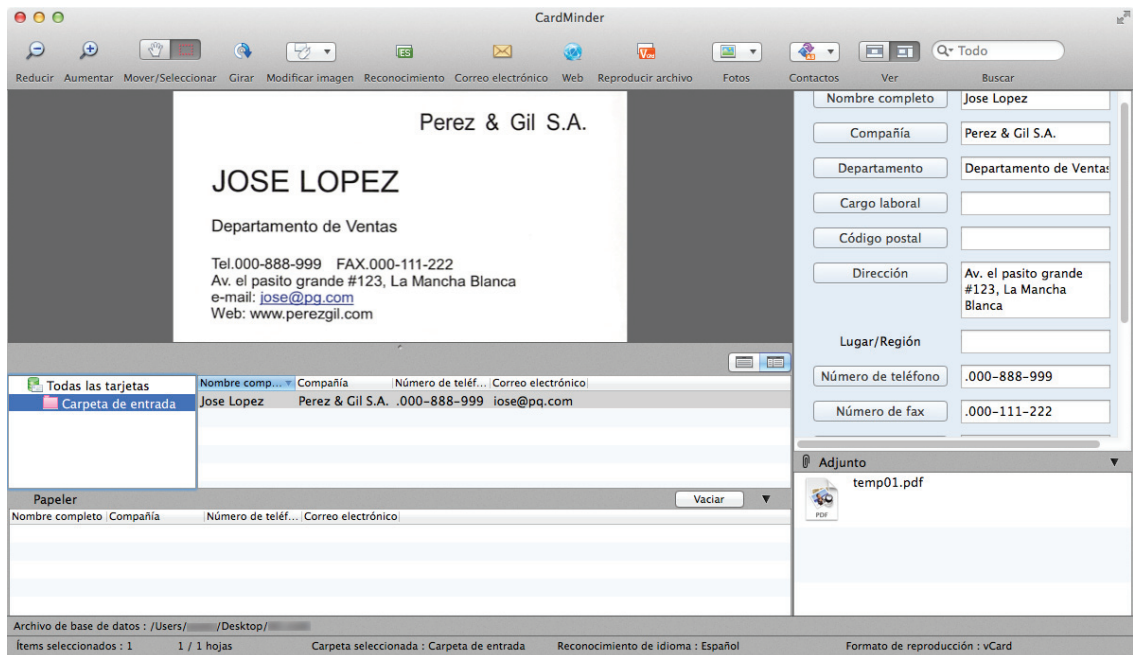 CardMinder
Todo
Reducir Aumentar Mover/Seleccionar Girar Modificar imagen Reconocimiento Correo electrónico Web Reproducir archivo Fotos Contactos Ver Buscar
Perez & Gil S.A.
JOSE LOPEZ
Departamento de Ventas
Tel.000-888-999 FAX.000-111-222
Av. el pasito grande #123, La Mancha Blanca
e-mail: jose@pg.com
Web: www.perezgil.com
Nombre completo Jose Lopez
Compañía Perez & Gil S.A.
Departamento Departamento de Ventas
Cargo laboral
Código postal
Dirección Av. el pasito grande
#123, La Mancha
Blanca
Lugar/Región
Número de teléfono .000-888-999
Número de fax .000-111-222
Todas las tarjetas
Carpeta de entrada
Nombre comp... Compañía Número de teléf... Correo electrónico
Jose Lopez Perez & Gil S.A. .000-888-999 iose@pq.com
Papeler Vaciar
Nombre completo Compañía Número de teléf... Correo electrónico
Adjunto
temp01.pdf
PDF
Archivo de base de datos : /Users/ /Desktop/
Ítems seleccionados : 1 1 / 1 hojas Carpeta seleccionada : Carpeta de entrada Reconocimiento de idioma : Español Formato de reproducción : vCard